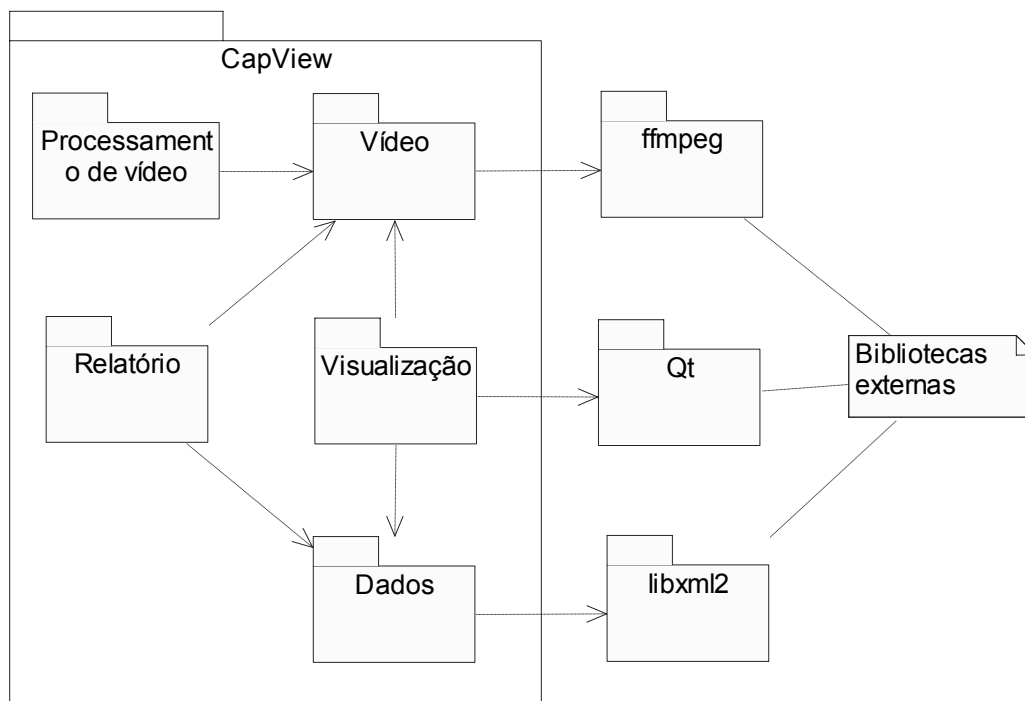 CapView
Processament
o de vídeo
Vídeo
ffmpeg
Relatório
Visualização
Qt
Bibliotecas
externas
Dados
libxml2